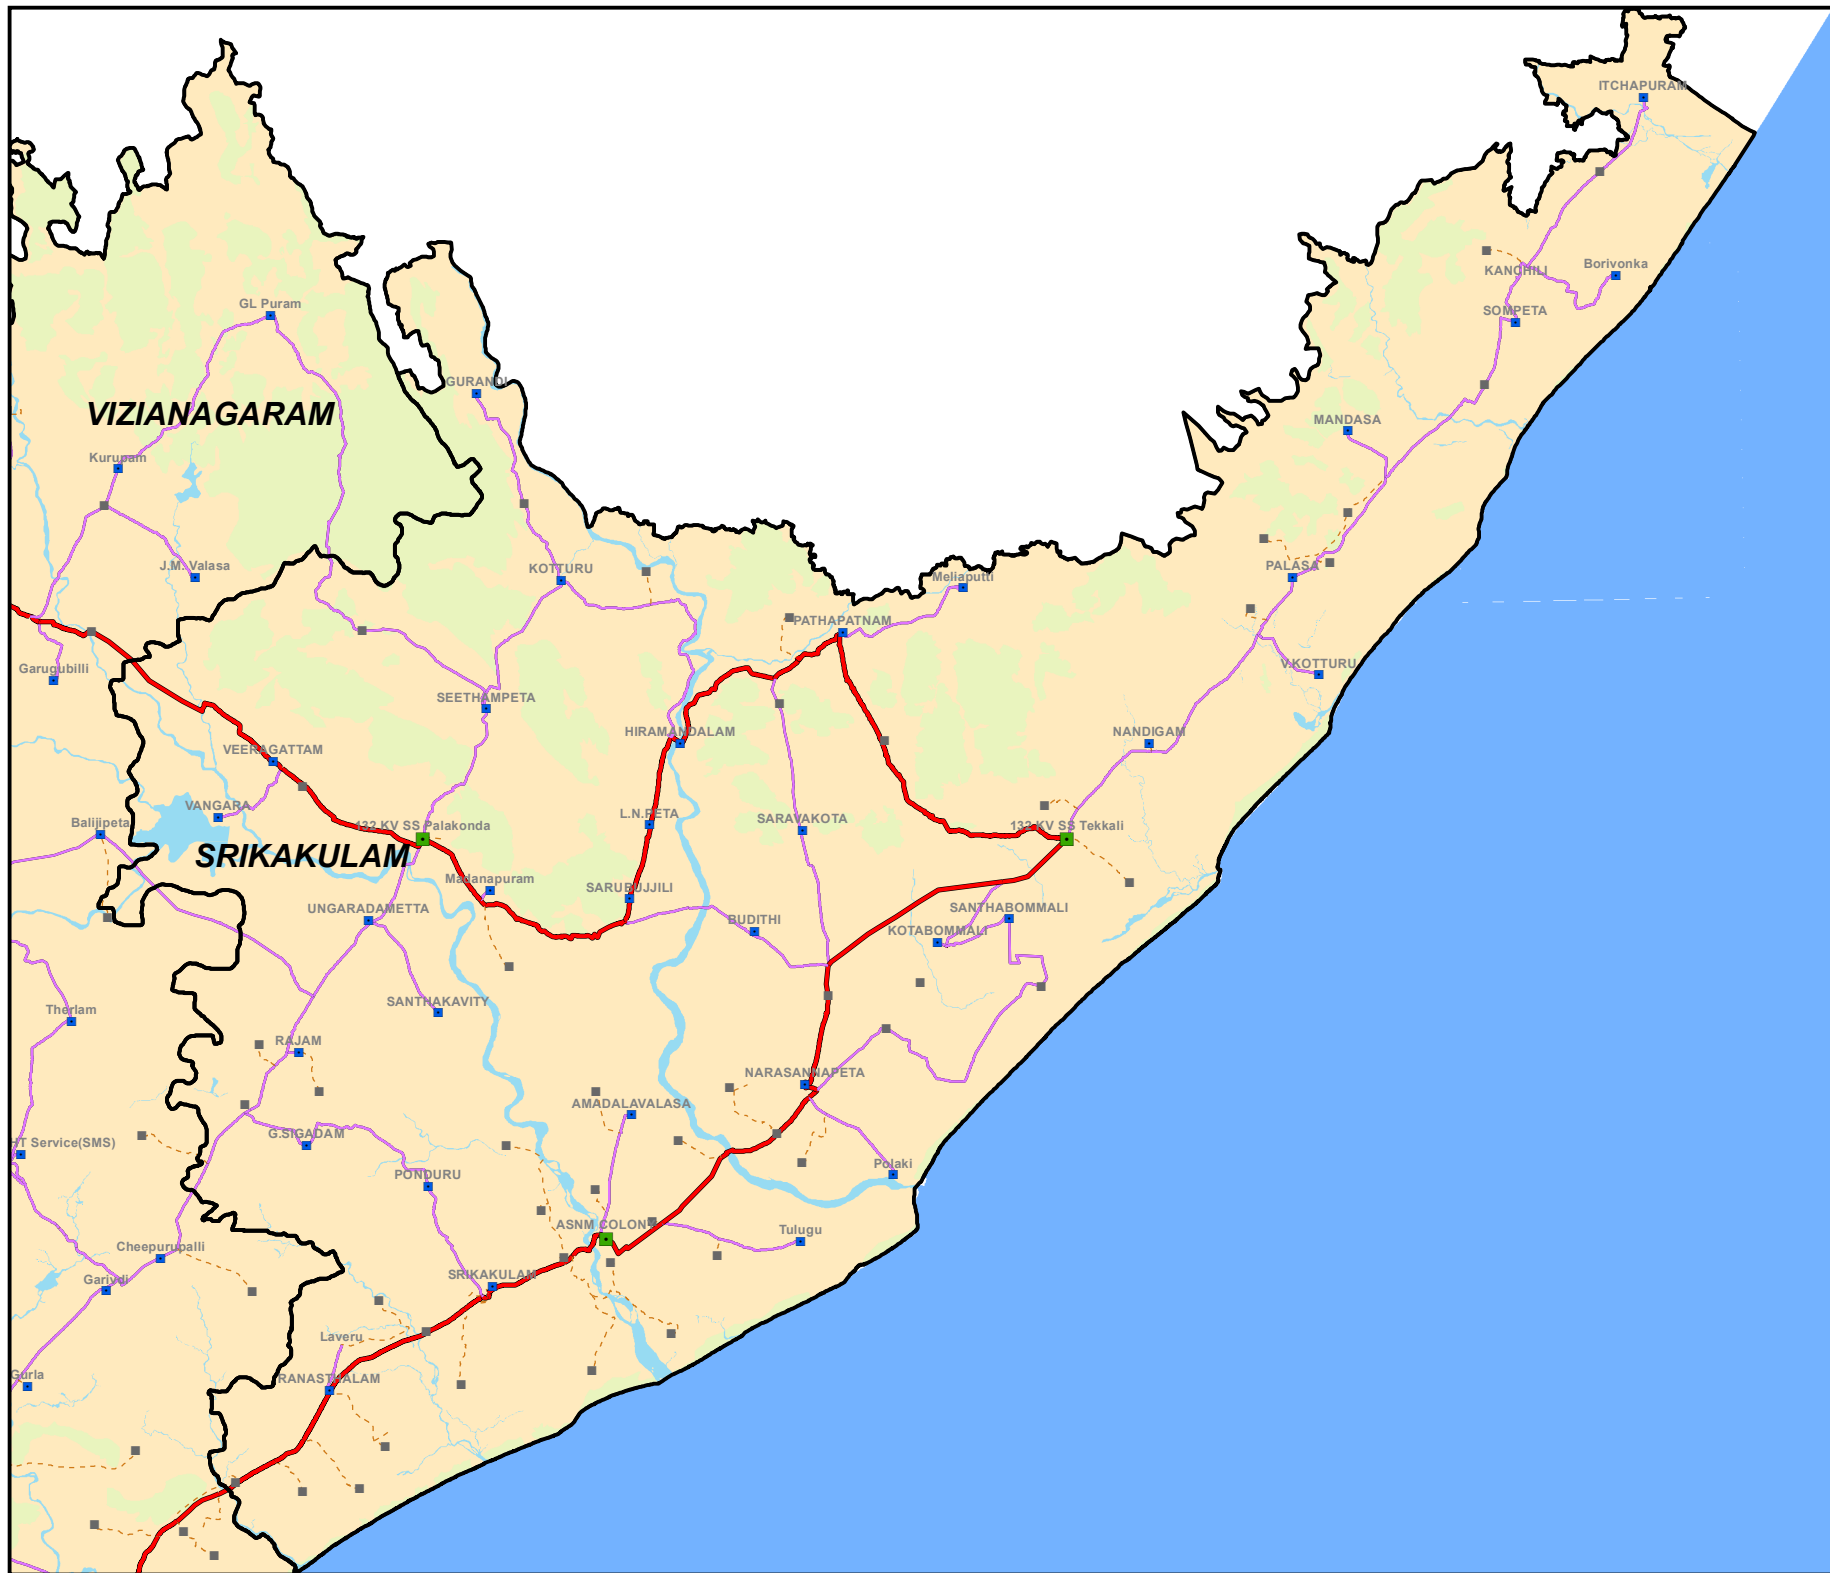 ITCHAPURAM
KANCHILI
Borivonka
GL Puram
SOMPETA
GURANDI
VIZIANAGARAM
MANDASA
Kurupam
J.M. Valasa
KOTTURU
Meliaputti
PALASA
PATHAPATNAM
Garugubilli
V.KOTTURU
SEETHAMPETA
HIRAMANDALAM
NANDIGAM
VEERAGATTAM
VANGARA
Balijipeta
132 KV SS Palakonda
L.N.PETA
SARAVAKOTA
132 KV SS Tekkali
SRIKAKULAM
Madanapuram
SARUBUJJILI
UNGARADAMETTA
BUDITHI
SANTHABOMMALI
KOTABOMMALI
Therlam
SANTHAKAVITY
RAJAM
NARASANNAPETA
AMADALAVALASA
HT Service(SMS)
G.SIGADAM
PONDURU
Polaki
ASNM COLONY
Tulugu
Cheepurupalli
Garividi
SRIKAKULAM
Laveru
Gurla
RANASTHALAM